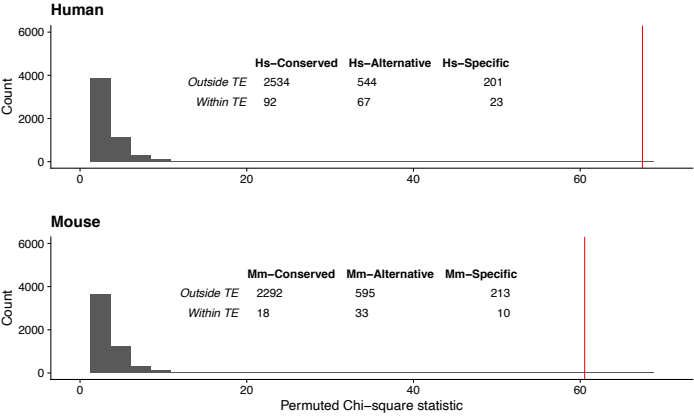 Human
6000
Hs−Conserved Hs−Alternative Hs−Specific
4000 Outside TE 2534 544 201
Count
Within TE 92 67 23
2000
0
0 20 40 60
Mouse
6000
Mm−Conserved Mm−Alternative Mm−Specific
4000 Outside TE 2292 595 213
Count
Within TE 18 33 10
2000
0
0 20 40 60
Permuted Chi−square statistic